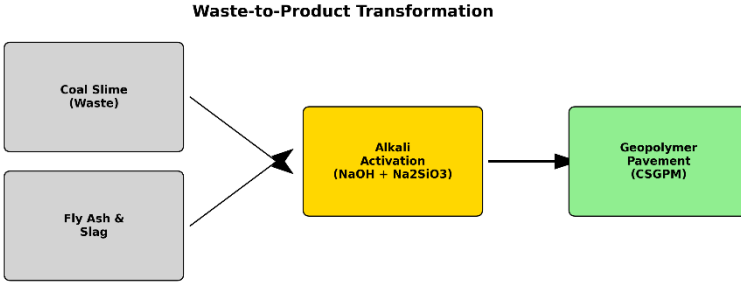 Waste-to-Product Transformation
Coal Slime
(Waste)
Fly Ash &
Slag
Alkali
Activation
(NaOH + Na2SiO3)
Geopolymer
Pavement
(CSGPM)